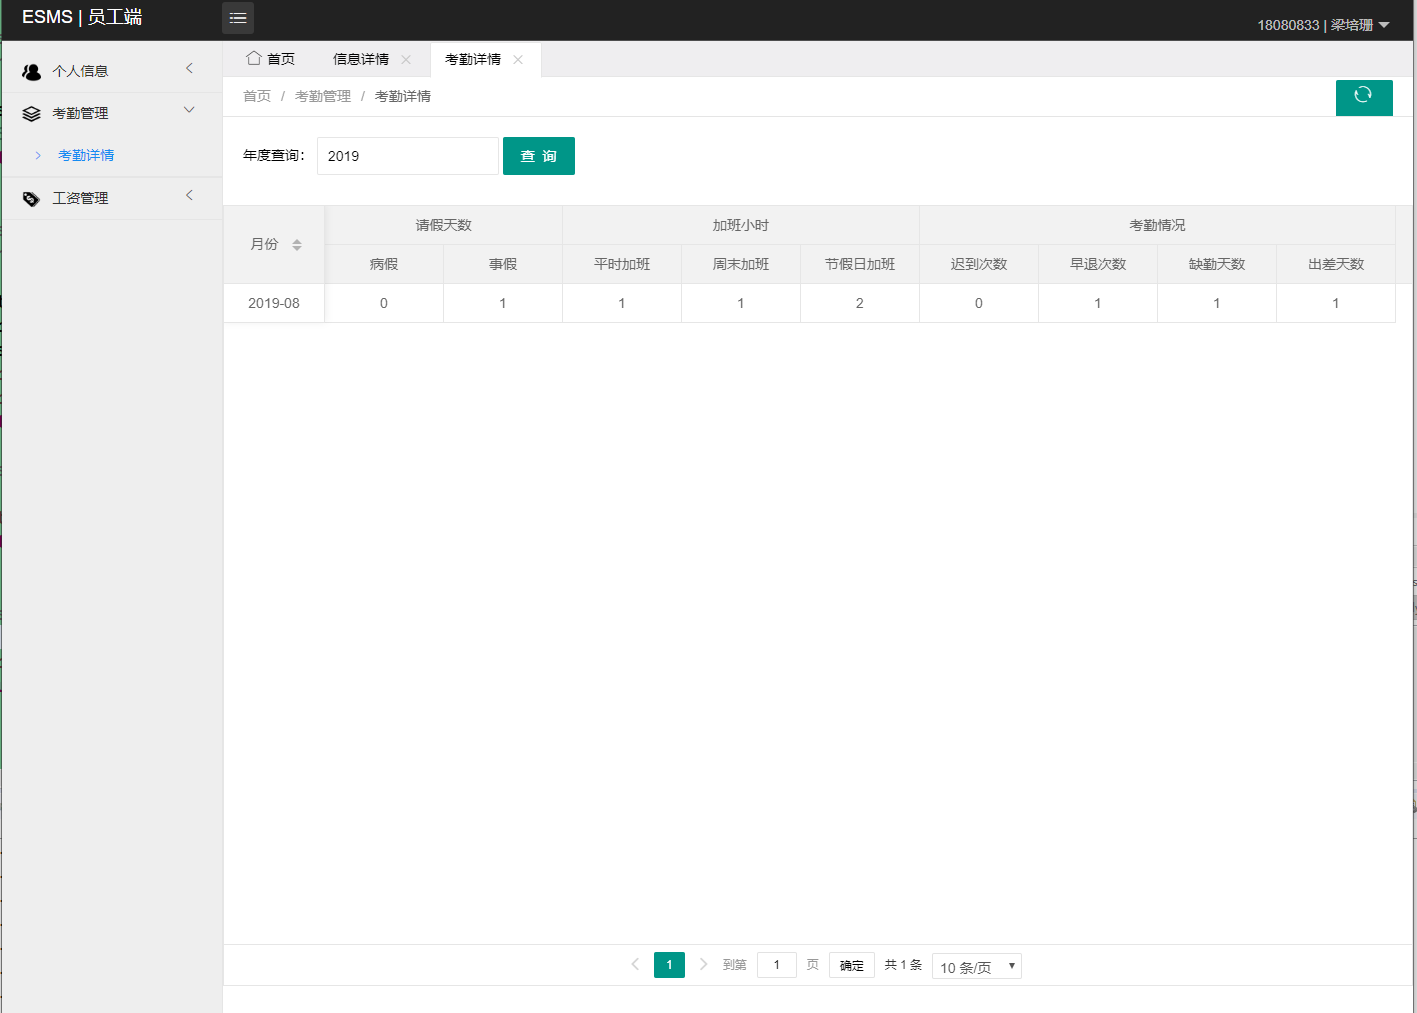 ESMS | 员工端
18080833 | 梁培珊
个人信息
考勤管理
考勤详情
工资管理
首页 信息详情 考勤详情
首页 / 考勤管理 / 考勤详情
年度查询： 2019 查 询
月份 请假天数 加班小时 考勤情况
病假 事假 平时加班 周末加班 节假日加班 迟到次数 早退次数 缺勤天数 出差天数
2019-08 0 1 1 1 2 0 1 1 1
1 到第 1 页 确定 共 1 条 10 条/页